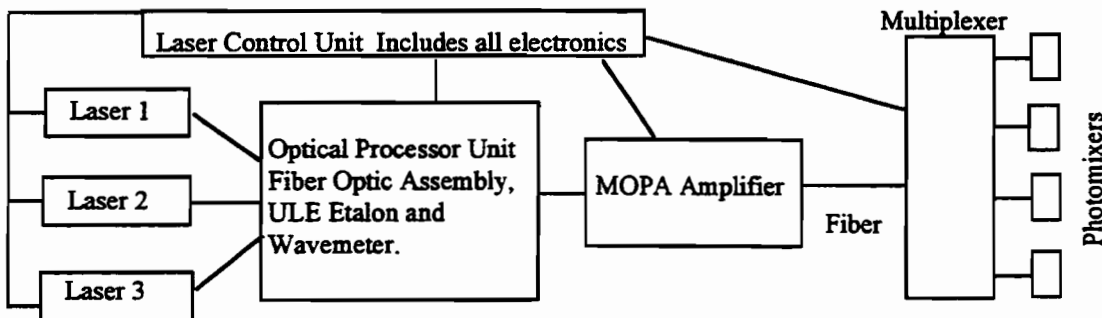 Multiplexer
Laser Control Unit Includes all electronics
Laser 1
Laser 2
Laser 3
Optical Processor Unit
Fiber Optic Assembly,
ULE Etalon and
Wavemeter.
MOPA Amplifier
Fiber
Photomixers